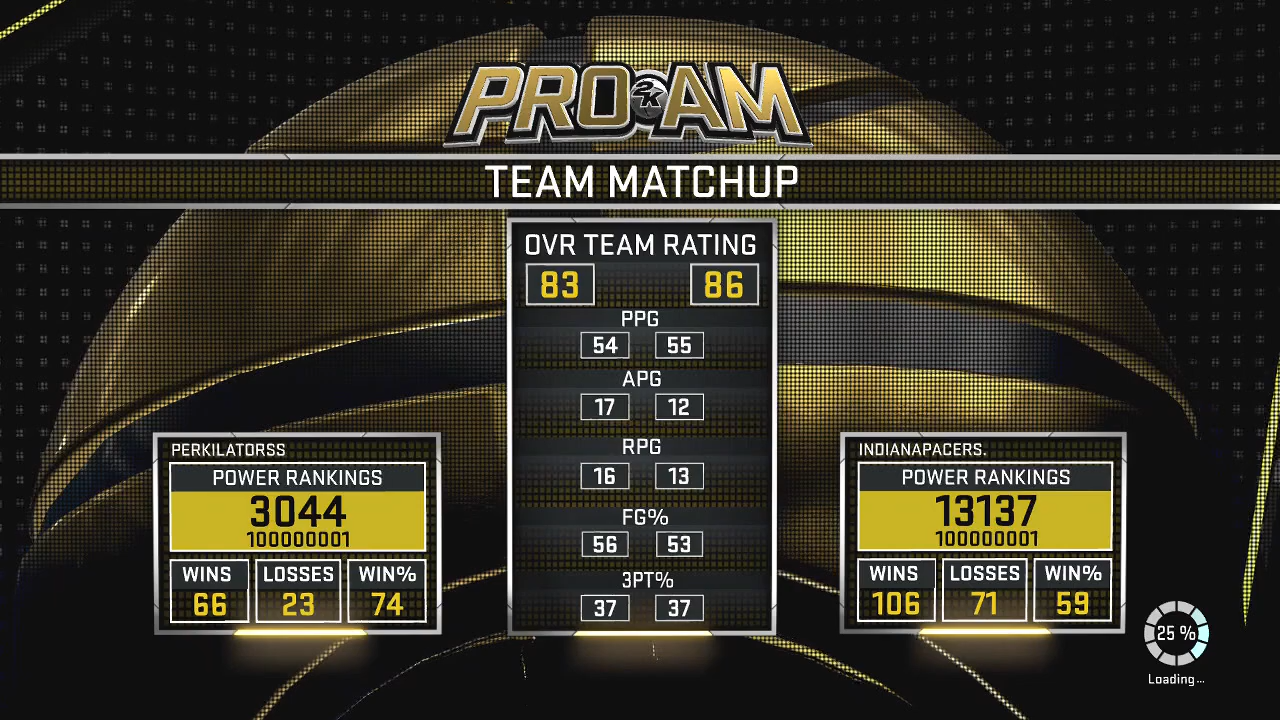 PRO 2K AM
TEAM MATCHUP
OVR TEAM RATING
83 86
PPG
54 55
APG
17 12
RPG
16 13
FG%
56 53
3PT%
37 37
PERKILATORSS
POWER RANKINGS
3044
100000001
WINS LOSSES WIN%
66 23 74
INDIANAPACERS.
POWER RANKINGS
13137
100000001
WINS LOSSES WIN%
106 71 59
25 %
Loading...